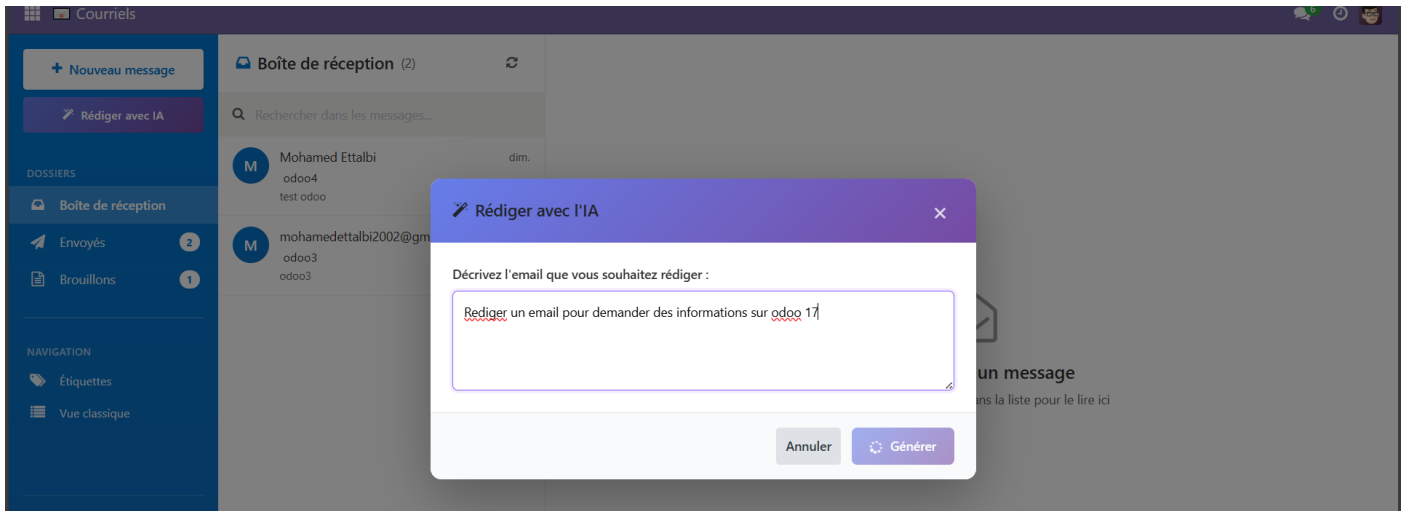 Courriels
6
+ Nouveau message
Rédiger avec IA
DOSSIERS
Boîte de réception
Envoyés 2
Brouillons 1
NAVIGATION
Étiquettes
Vue classique
Boîte de réception (2)
Rechercher dans les messages...
M
Mohamed Ettalbi dim.
odoo4
test odoo
M
mohamedettalbi2002@gm
odoo3
odoo3
Rédiger avec l'IA ×
Décrivez l'email que vous souhaitez rédiger :
Rediger un email pour demander des informations sur odoo 17
Annuler
Générer
un message
la liste pour le lire ici